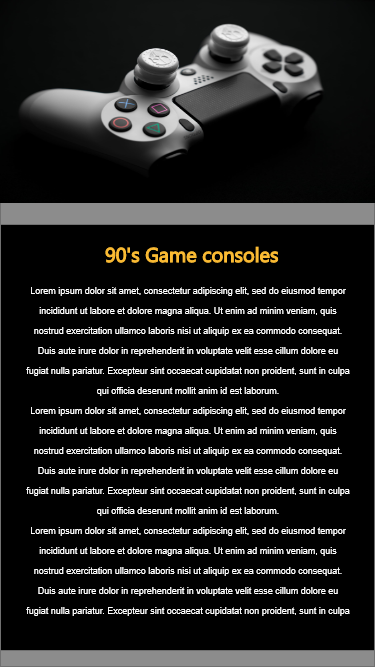 90's Game consoles
Lorem ipsum dolor sit amet, consectetur adipiscing elit, sed do eiusmod tempor
incididunt ut labore et dolore magna aliqua. Ut enim ad minim veniam, quis
nostrud exercitation ullamco laboris nisi ut aliquip ex ea commodo consequat.
Duis aute irure dolor in reprehenderit in voluptate velit esse cillum dolore eu
fugiat nulla pariatur. Excepteur sint occaecat cupidatat non proident, sunt in culpa
qui officia deserunt mollit anim id est laborum.
Lorem ipsum dolor sit amet, consectetur adipiscing elit, sed do eiusmod tempor
incididunt ut labore et dolore magna aliqua. Ut enim ad minim veniam, quis
nostrud exercitation ullamco laboris nisi ut aliquip ex ea commodo consequat.
Duis aute irure dolor in reprehenderit in voluptate velit esse cillum dolore eu
fugiat nulla pariatur. Excepteur sint occaecat cupidatat non proident, sunt in culpa
qui officia deserunt mollit anim id est laborum.
Lorem ipsum dolor sit amet, consectetur adipiscing elit, sed do eiusmod tempor
incididunt ut labore et dolore magna aliqua. Ut enim ad minim veniam, quis
nostrud exercitation ullamco laboris nisi ut aliquip ex ea commodo consequat.
Duis aute irure dolor in reprehenderit in voluptate velit esse cillum dolore eu
fugiat nulla pariatur. Excepteur sint occaecat cupidatat non proident, sunt in culpa